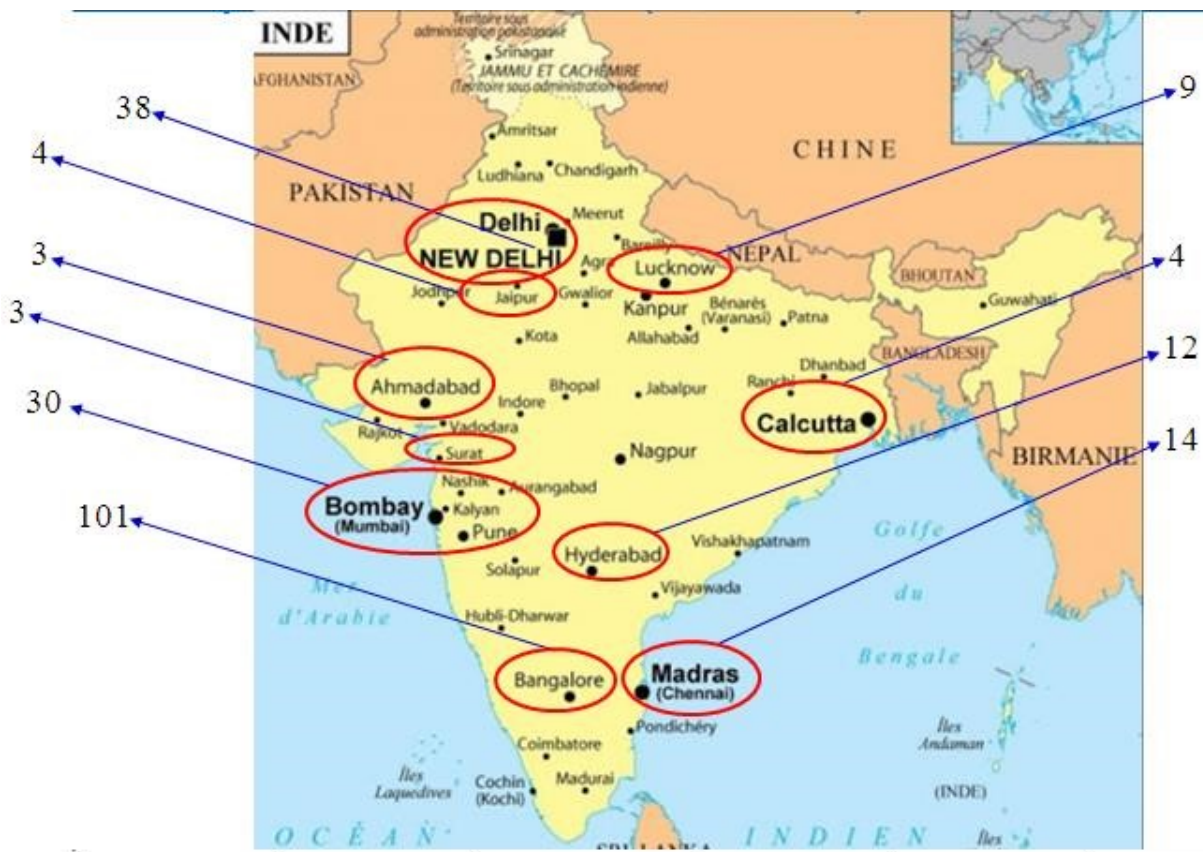 INDE
Territoire sous
administration pakistanaise
Srinagar
JAMMU ET CACHEMIRE
(Territoire sous administration indienne)
AFGHANISTAN
9
38
Amritsar
CHINE
4
Ludhiana
Chandigarh
PAKISTAN
Delhi
Meerut
NEW DELHI
Bareilly
NEPAL
4
3
Agra
Lucknow
BHOUTAN
Jodhpur
Jaipur
Gwalior
Kanpur
Bénarès
(Varanasi)
Patna
Guwahati
3
Kota
Allahabad
12
BANGLADESH
Dhanbad
Ahmadabad
Bhopal
Jabalpur
Ranchi
30
Indore
Calcutta
14
Rajkot
Vadodara
Surat
Nagpur
BIRMANIE
Nashik
Aurangabad
Bombay
(Mumbai)
Kalyan
101
Pune
Hyderabad
Vishakhapatnam
Golfe
du
Bengale
Solapur
Vijayawada
Mer
d'Arabie
Hubli-Dharwar
Bangalore
Madras
(Chennai)
Pondichéry
Îles
Andaman
(INDE)
Coimbatore
Îles
Laquedives
Cochin
(Kochi)
Madurai
OCÉAN
INDIEN
Îles
SRI LANKA